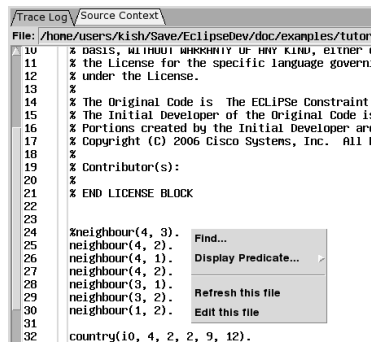 Trace Log Source Context
File: /home/users/kish/Save/EclipseDev/doc/examples/tutor
10 % basis, WITHOUT WARRANTY OF ANY KIND, either
11 % the License for the specific language govern
12 % under the License.
13 %
14 % The Original Code is  The ECLiPSe Constraint
15 % The Initial Developer of the Original Code is
16 % Portions created by the Initial Developer are
17 % Copyright (C) 2006 Cisco Systems, Inc.  All
18 %
19 % Contributor(s):
20 %
21 % END LICENSE BLOCK
22
23
24 %neighbour(4, 3).
25 neighbour(4, 2).
26 neighbour(4, 1).
27 neighbour(4, 2).
28 neighbour(3, 1).
29 neighbour(3, 2).
30 neighbour(1, 2).
31
32 country(i0, 4, 2, 2, 9, 12).
Find...
Display Predicate...
Refresh this file
Edit this file